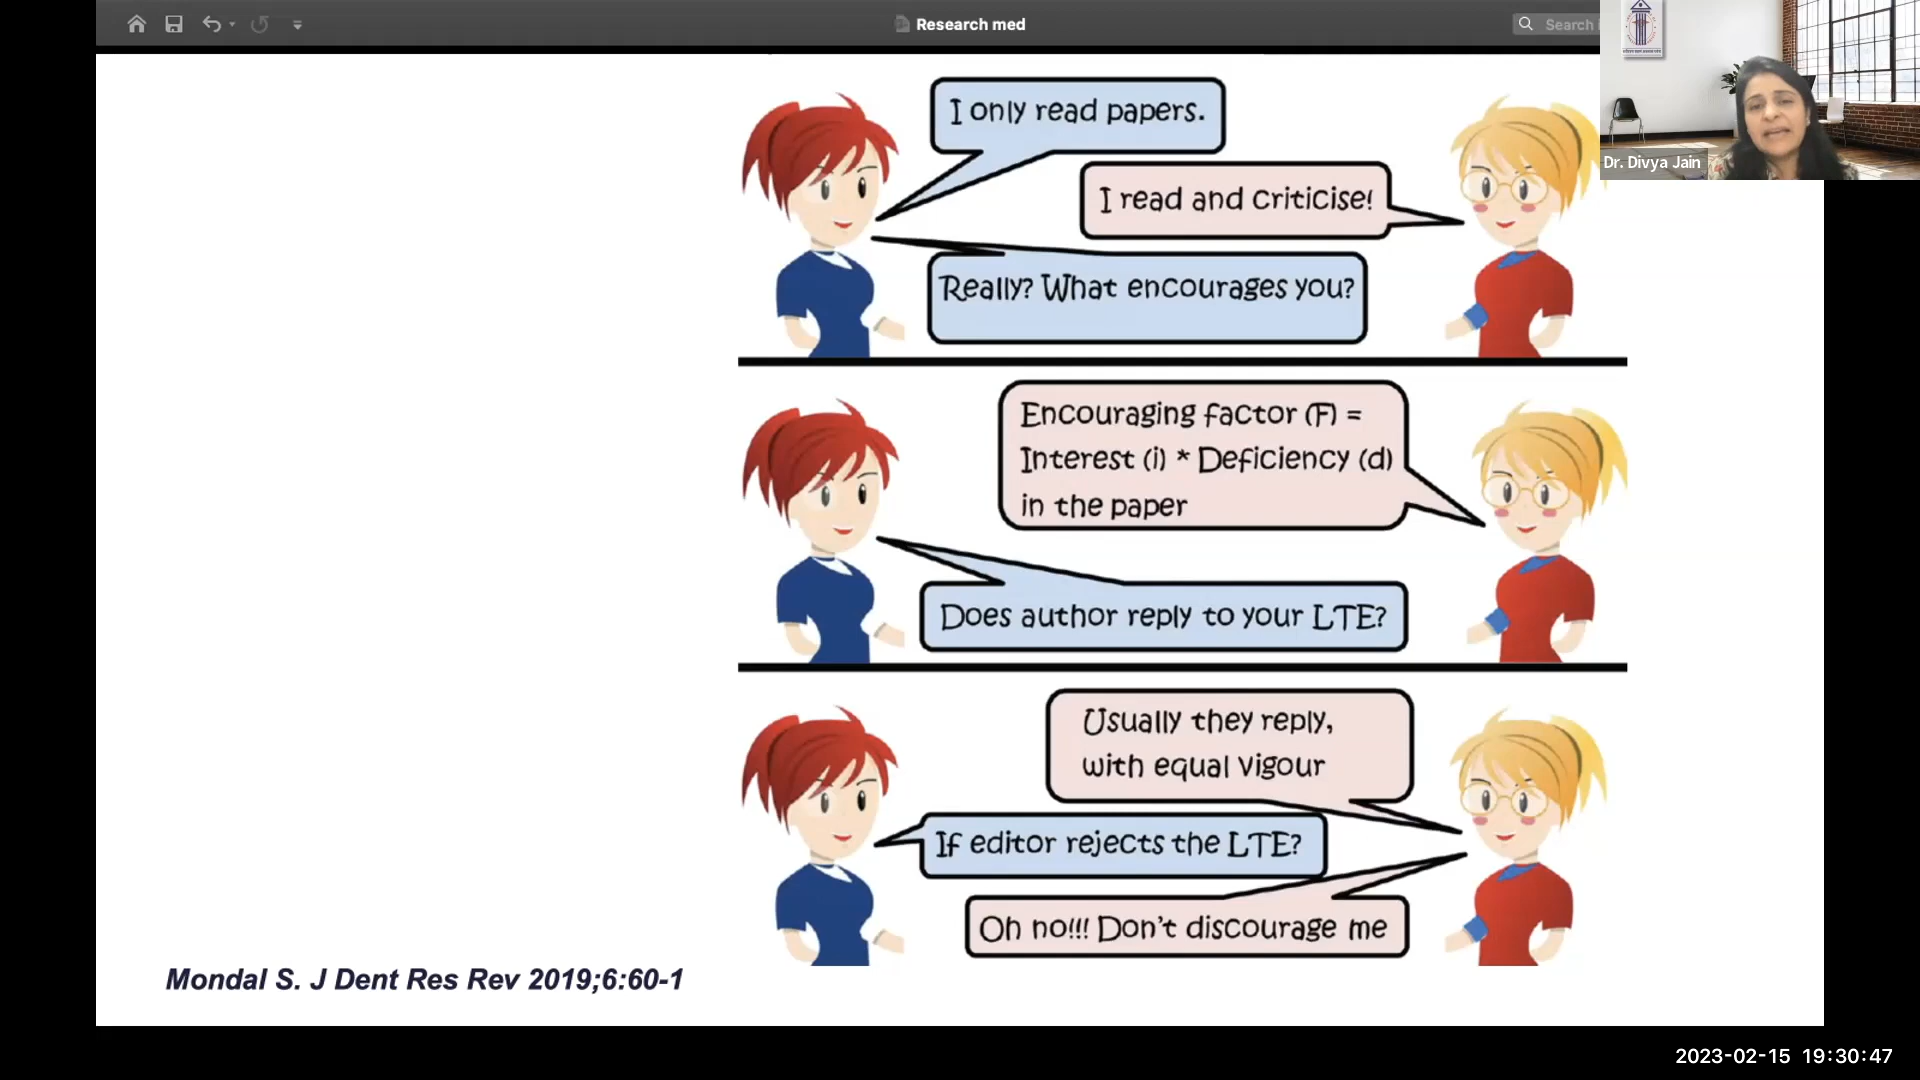 Research med
Search
Dr. Divya Jain
I only read papers.
I read and criticise!
Really? What encourages you?
Encouraging factor (F) =
Interest (i) * Deficiency (d)
in the paper
Does author reply to your LTE?
Usually they reply,
with equal vigour
If editor rejects the LTE?
Oh no!!! Don't discourage me
Mondal S. J Dent Res Rev 2019;6:60-1
2023-02-15 19:30:47